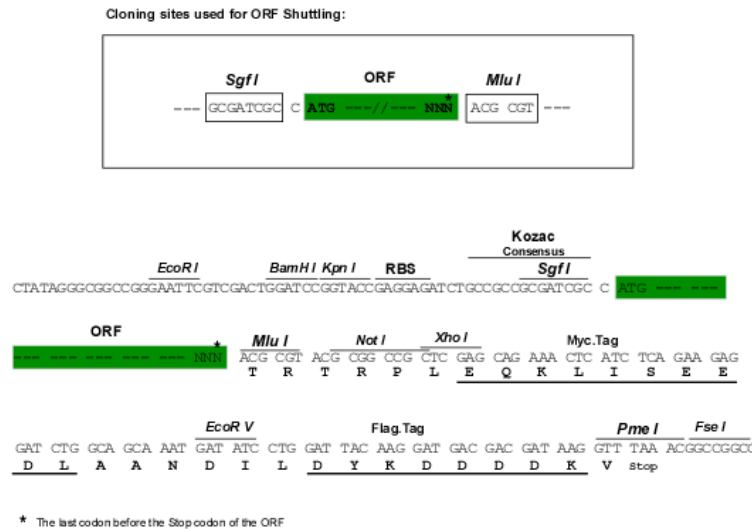 Cloning sites used for ORF Shuttling:
Sgf I ORF Mlu I
--- GCGATCGC C ATG ---//--- NNN* ACG CGT ---
Kozac
Consensus
EcoR I BamH I Kpn I RBS Sgf I
CTATAGGGCGGCCGGGAATTCGTCGACTGGATCCGGTACCGAGGAGATCTGCCGCCGCGATCGC C ATG --- ---
ORF Mlu I Not I Xho I Myc.Tag
--- --- --- --- --- NNN* ACG CGT ACG CGG CCG CTC GAG CAG AAA CTC ATC TCA GAA GAG
T R T R P L E Q K L I S E E
EcoR V Flag.Tag Pme I Fse I
GAT CTG GCA GCA AAT GAT ATC CTG GAT TAC AAG GAT GAC GAC GAT AAG GTT TAA ACGGCCGGCC
D L A A N D I L D Y K D D D D K V Stop
* The last codon before the Stop codon of the ORF